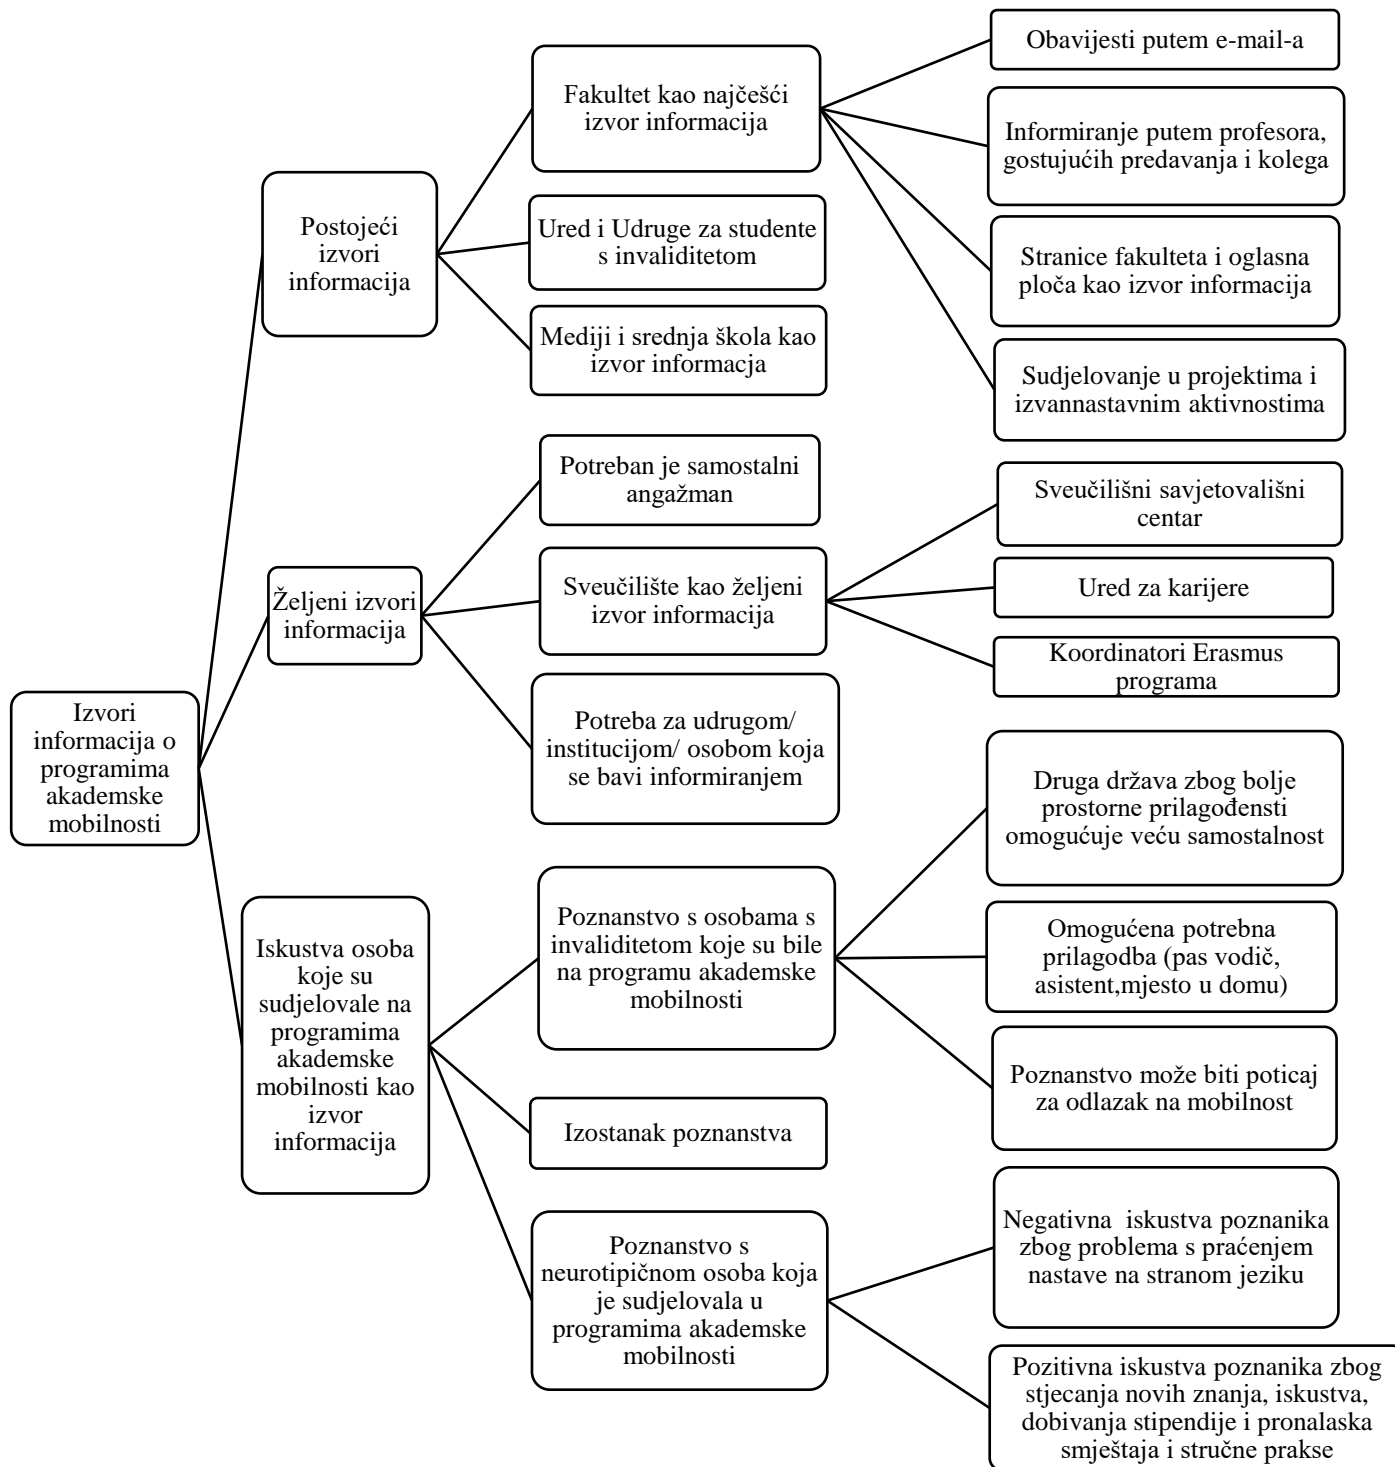 Izvori
informacija o
programima
akademske
mobilnosti
Postojeći
izvori
informacija
Fakultet kao najčešći
izvor informacija
Obavijesti putem e-mail-a
Informiranje putem profesora,
gostujućih predavanja i kolega
Stranice fakulteta i oglasna
ploča kao izvor informacija
Sudjelovanje u projektima i
izvannastavnim aktivnostima
Ured i Udruge za studente
s invaliditetom
Mediji i srednja škola kao
izvor informacja
Željeni izvori
informacija
Potreban je samostalni
angažman
Sveučilište kao željeni
izvor informacija
Sveučilišni savjetovališni
centar
Ured za karijere
Koordinatori Erasmus
programa
Potreba za udrugom/
institucijom/ osobom koja
se bavi informiranjem
Iskustva osoba
koje su
sudjelovale na
programima
akademske
mobilnosti kao
izvor
informacija
Poznanstvo s osobama s
invaliditetom koje su bile
na programu akademske
mobilnosti
Druga država zbog bolje
prostorne prilagođensti
omogućuje veću samostalnost
Omogućena potrebna
prilagodba (pas vodič,
asistent,mjesto u domu)
Poznanstvo može biti poticaj
za odlazak na mobilnost
Izostanak poznanstva
Poznanstvo s
neurotipičnom osoba koja
je sudjelovala u
programima akademske
mobilnosti
Negativna  iskustva poznanika
zbog problema s praćenjem
nastave na stranom jeziku
Pozitivna iskustva poznanika zbog
stjecanja novih znanja, iskustva,
dobivanja stipendije i pronalaska
smještaja i stručne prakse